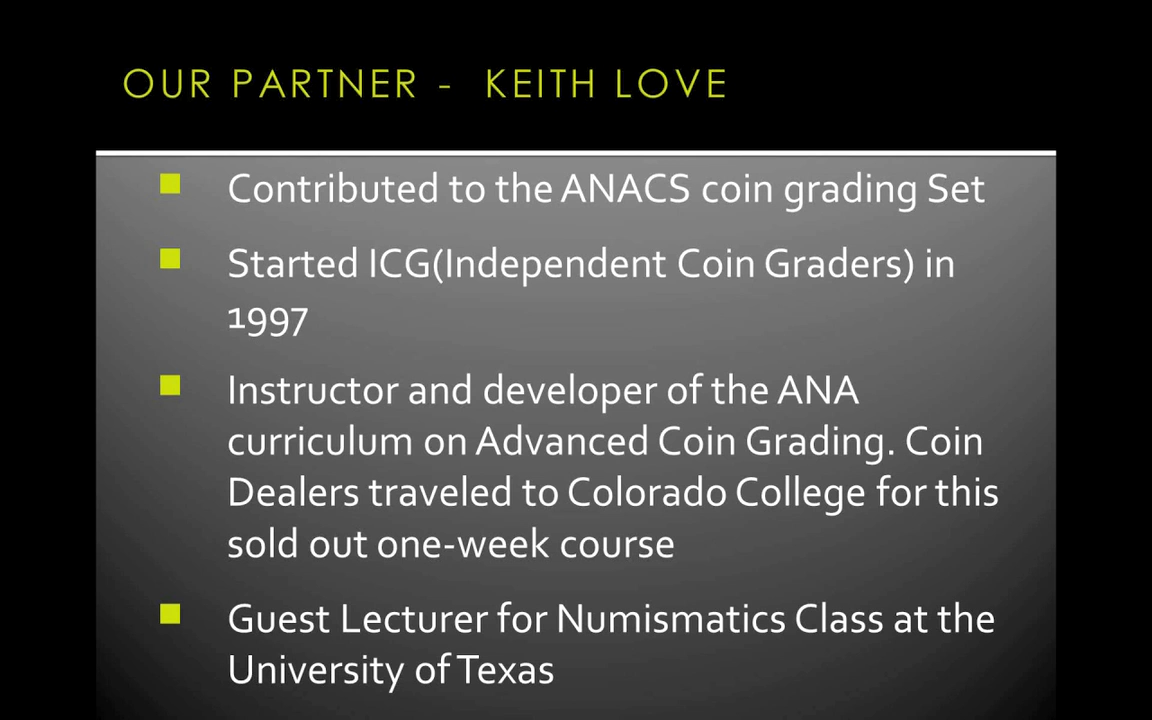 OUR PARTNER - KEITH LOVE
Contributed to the ANACS coin grading Set
Started ICG(Independent Coin Graders) in
1997
Instructor and developer of the ANA
curriculum on Advanced Coin Grading. Coin
Dealers traveled to Colorado College for this
sold out one-week course
Guest Lecturer for Numismatics Class at the
University of Texas